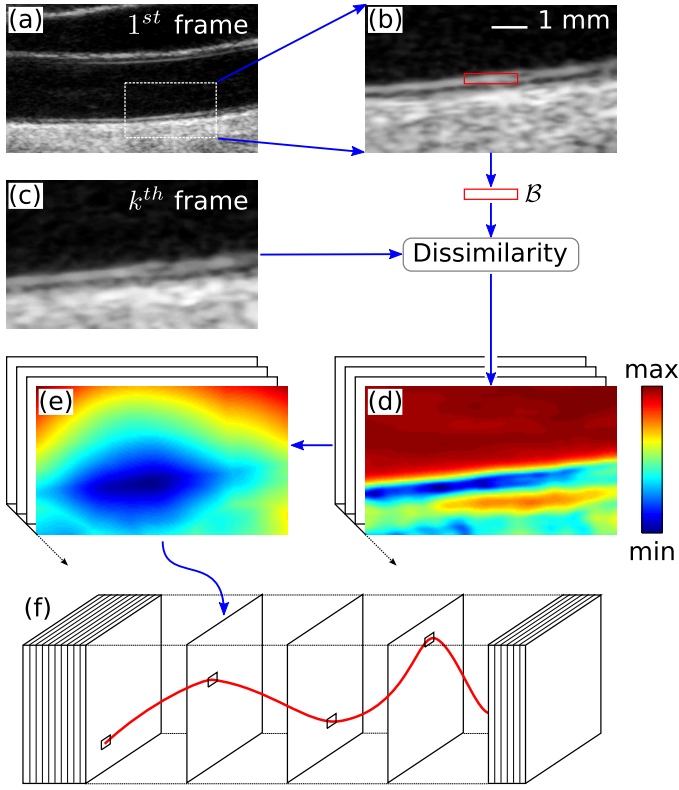 (a)
1st frame
(b)
1 mm
(c)
kth frame
ℬ
Dissimilarity
max
(e)
(d)
min
(f)